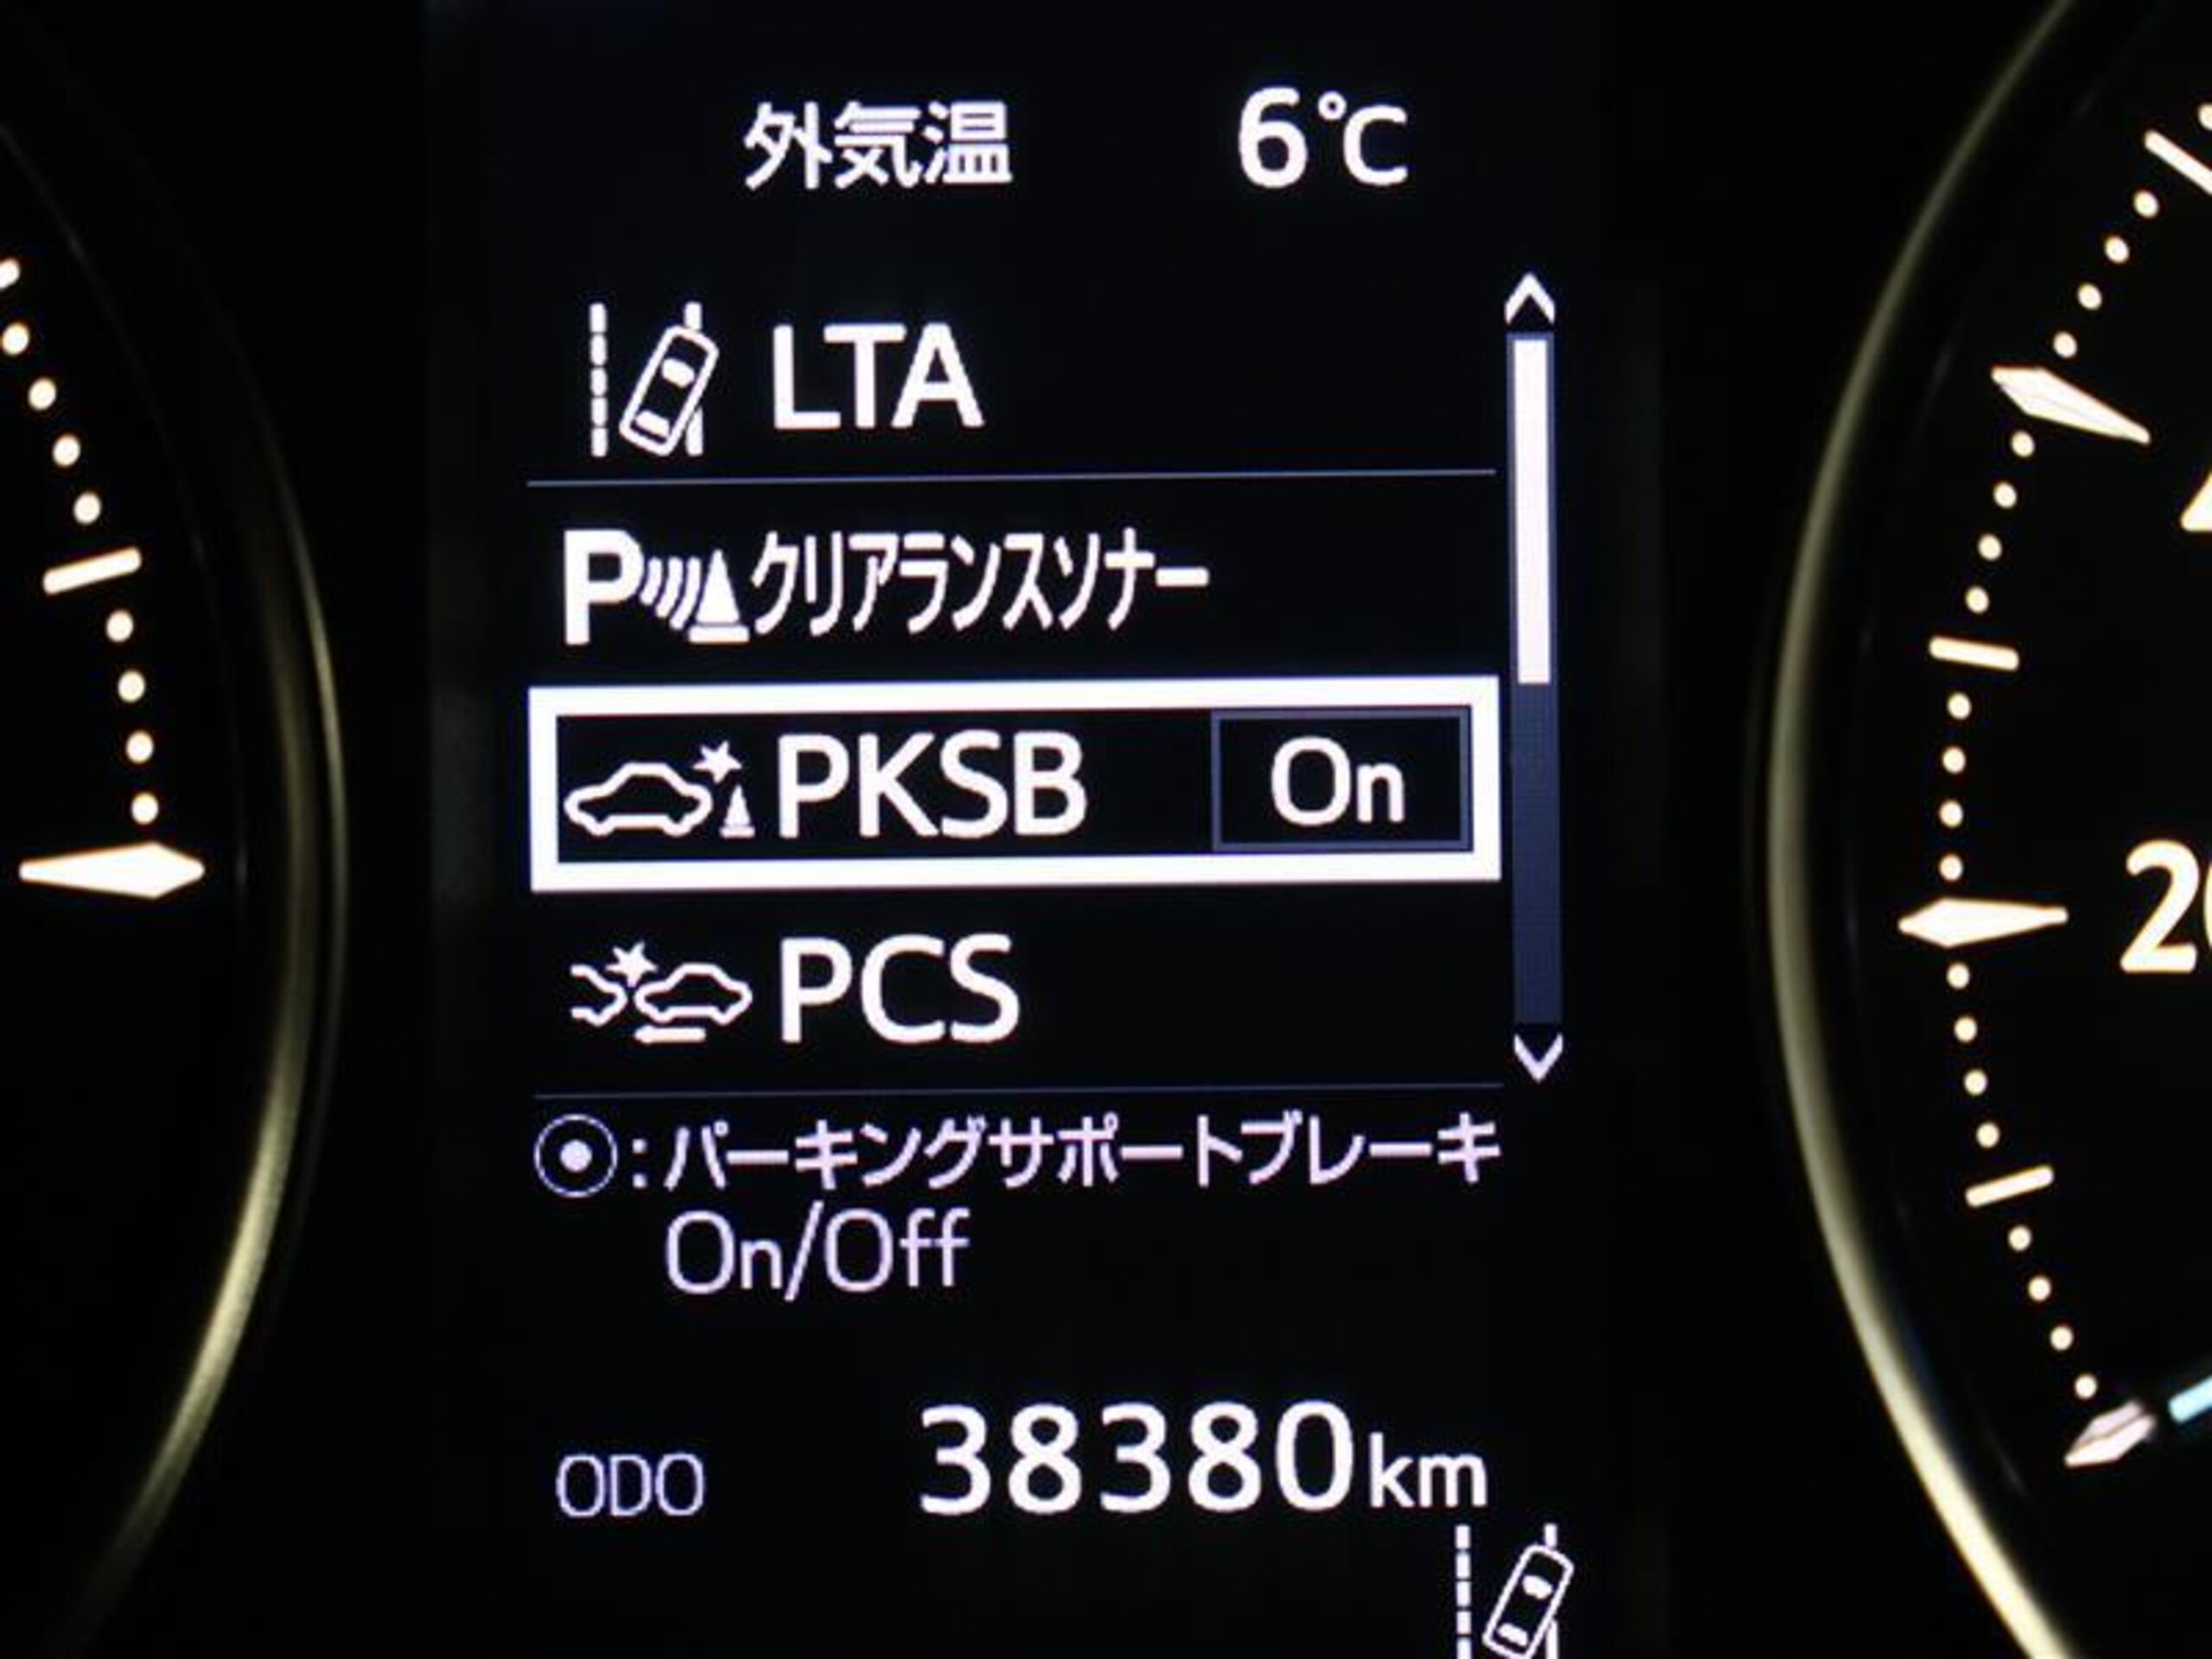 外気温 6℃
LTA
Pクリアランスソナー
PKSB On
PCS
:パーキングサポートブレーキ
On/Off
ODO 38380km